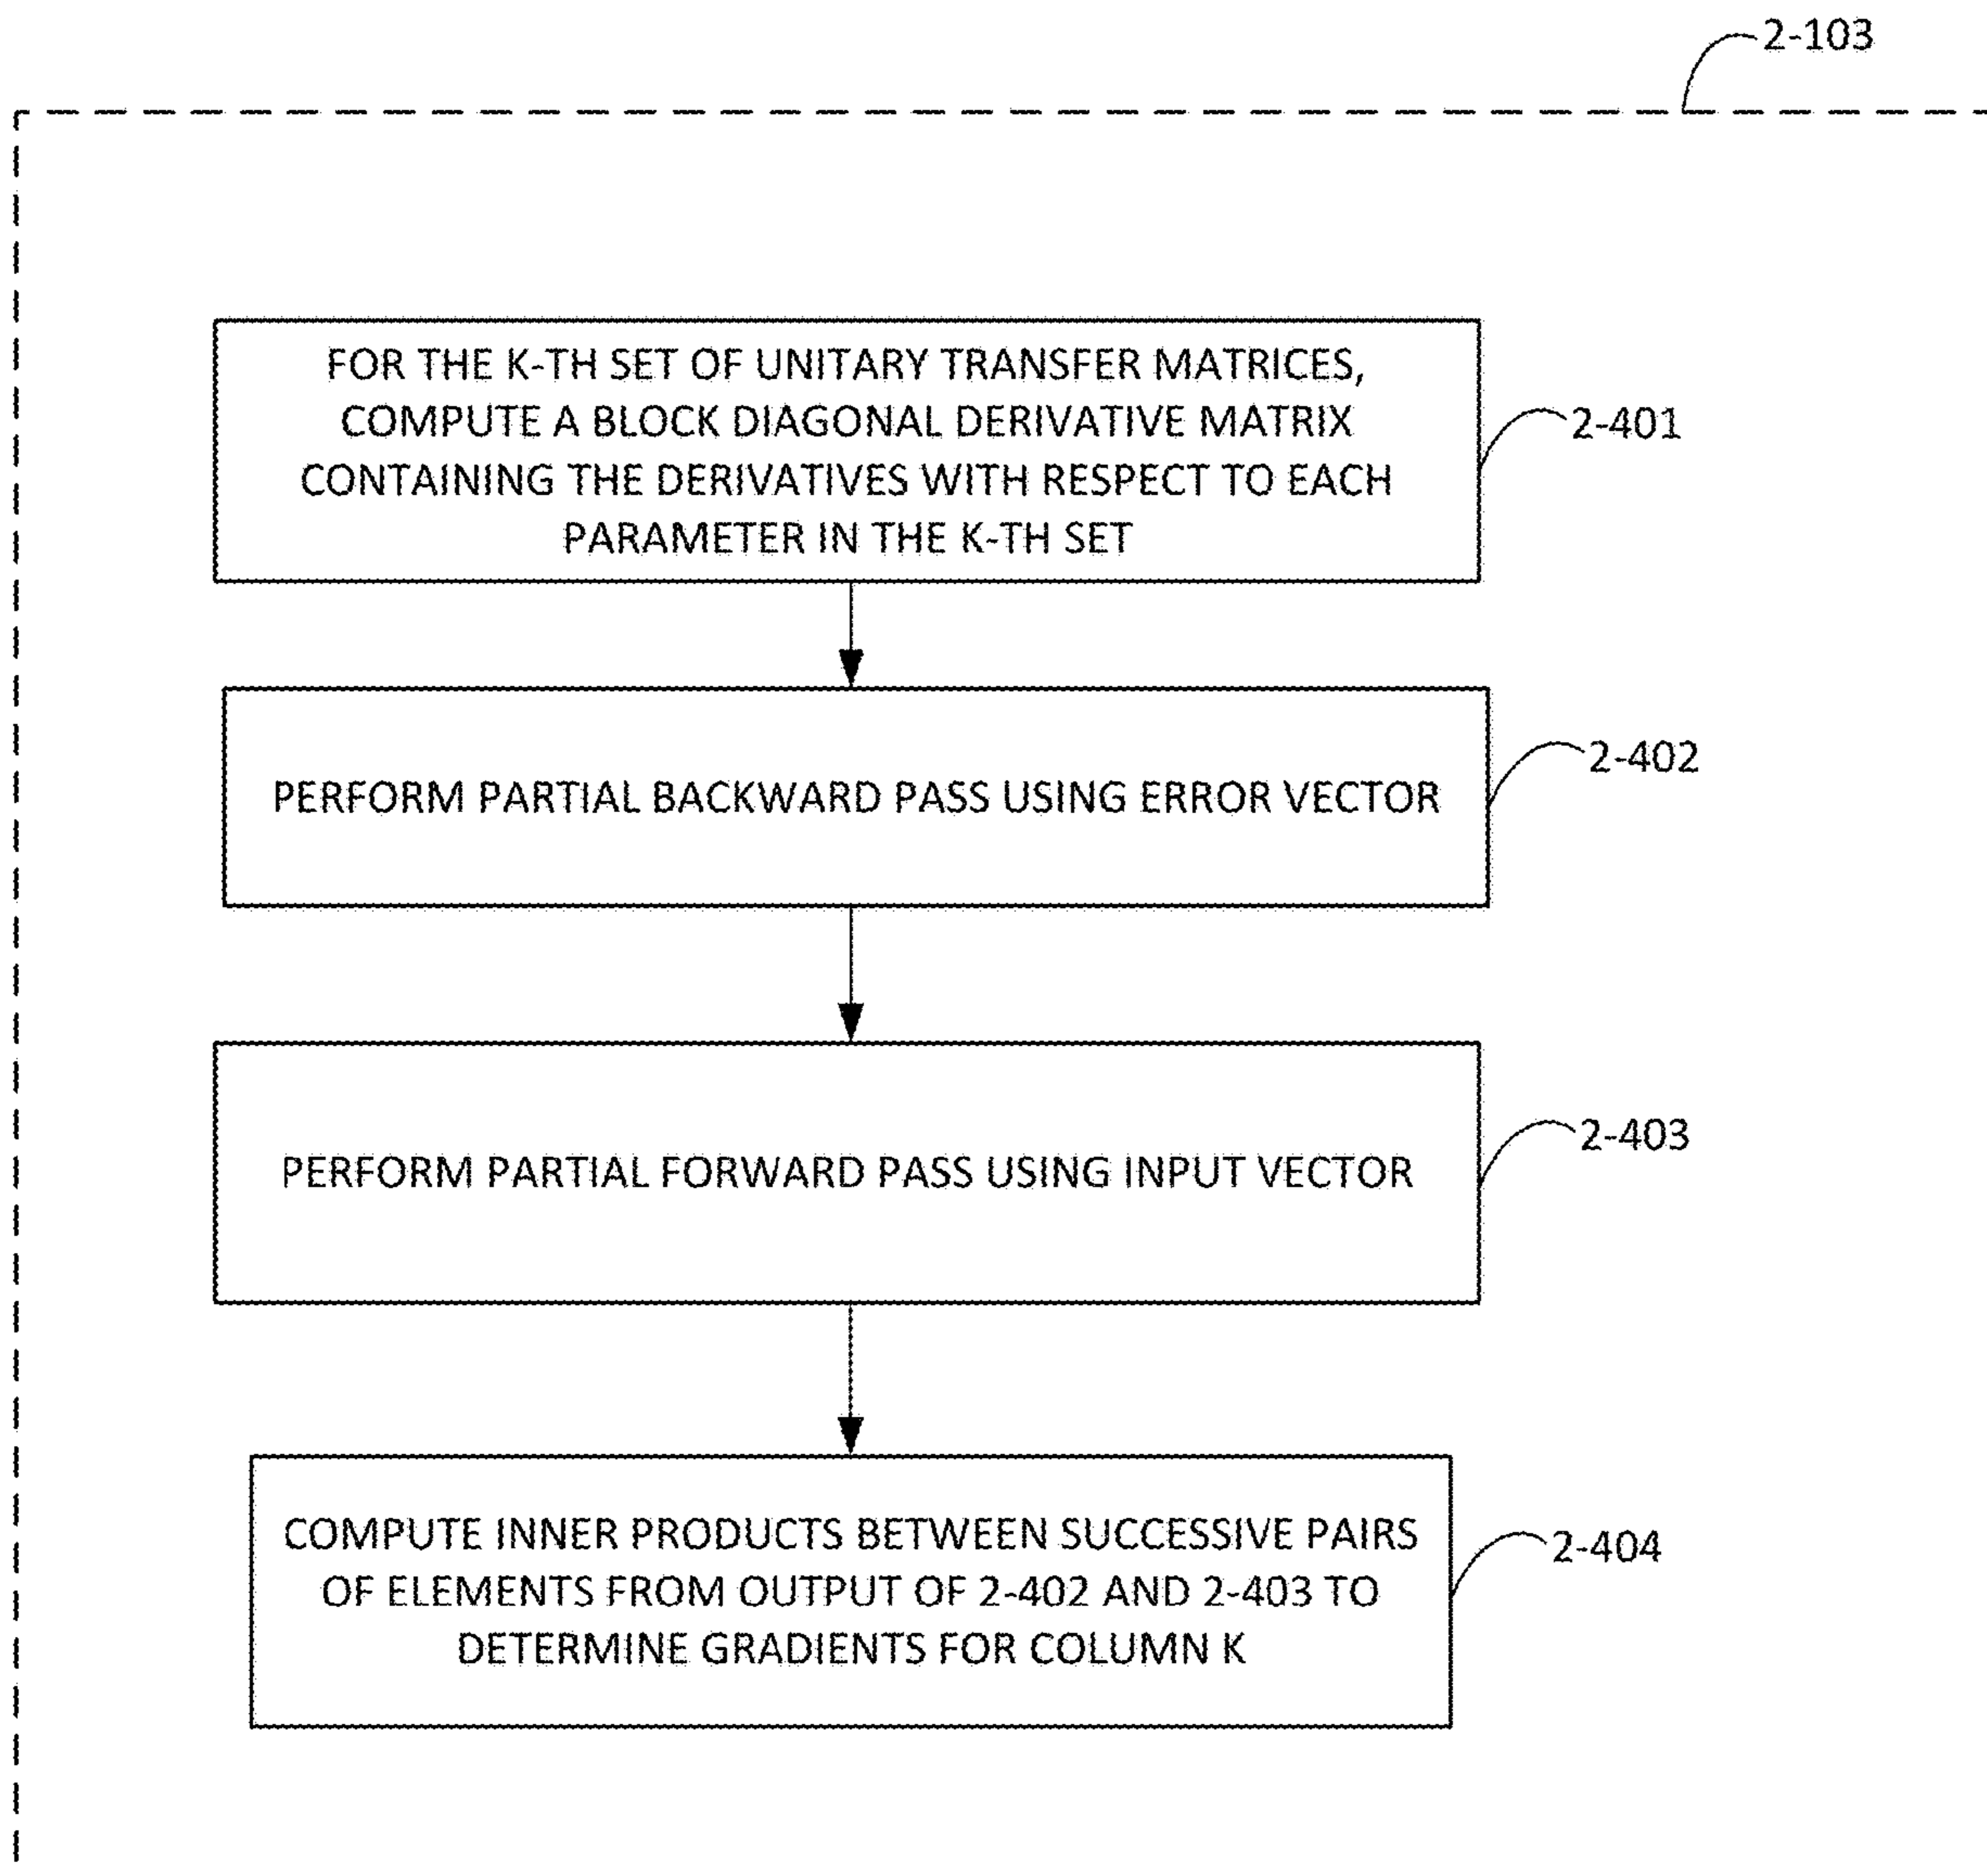 2-103
FOR THE K-TH SET OF UNITARY TRANSFER MATRICES,
COMPUTE A BLOCK DIAGONAL DERIVATIVE MATRIX
CONTAINING THE DERIVATIVES WITH RESPECT TO EACH
PARAMETER IN THE K-TH SET
2-401
PERFORM PARTIAL BACKWARD PASS USING ERROR VECTOR
2-402
PERFORM PARTIAL FORWARD PASS USING INPUT VECTOR
2-403
COMPUTE INNER PRODUCTS BETWEEN SUCCESSIVE PAIRS
OF ELEMENTS FROM OUTPUT OF 2-402 AND 2-403 TO
DETERMINE GRADIENTS FOR COLUMN K
2-404